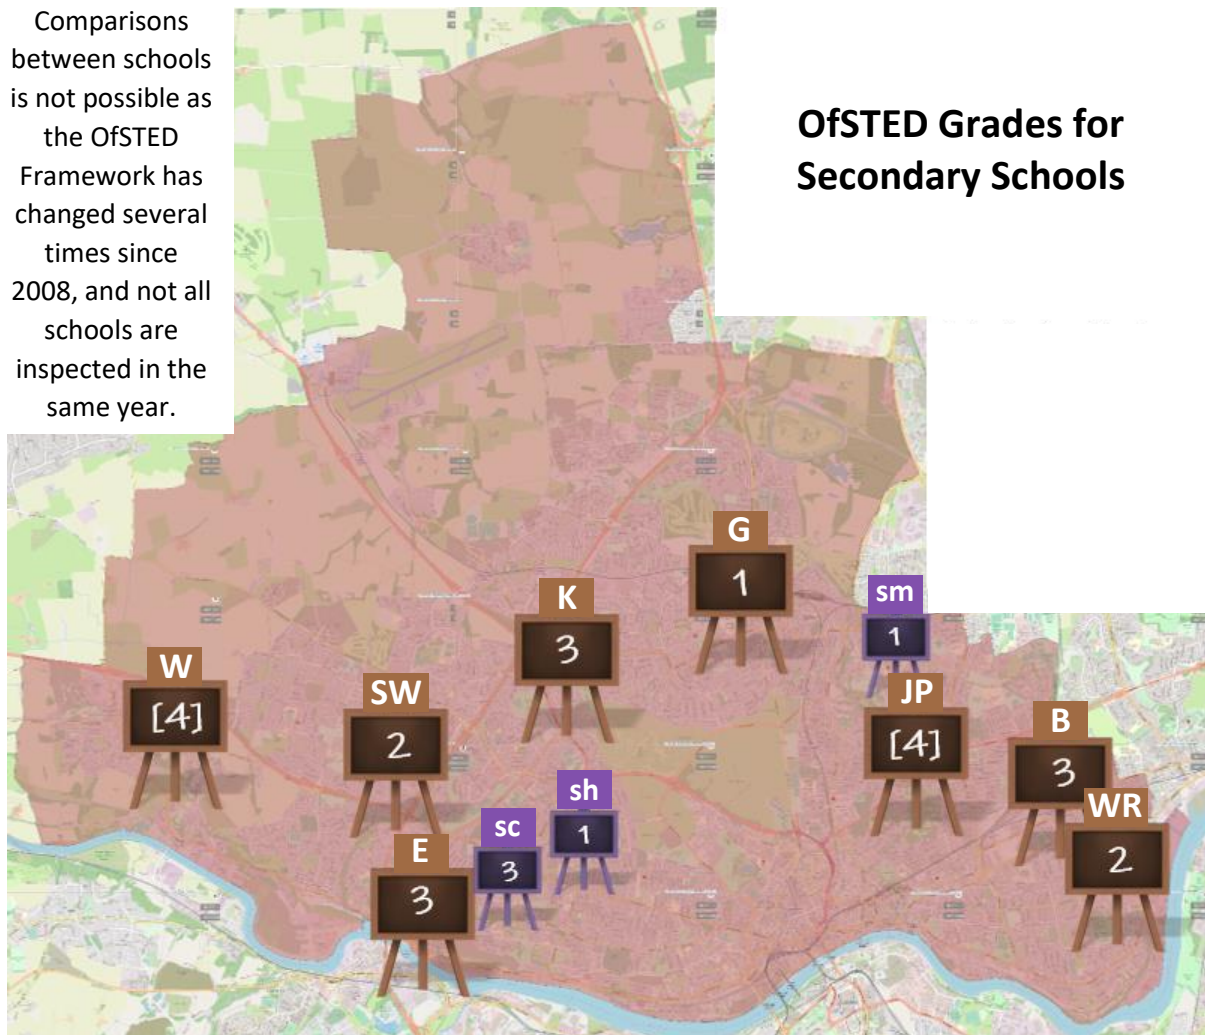 Comparisons
between schools
is not possible as
the OfSTED
Framework has
changed several
times since
2008, and not all
schools are
inspected in the
same year.
OfSTED Grades for
Secondary Schools
G
1
K
3
sm
1
W
[4]
SW
2
JP
[4]
B
3
sh
1
WR
2
sc
3
E
3